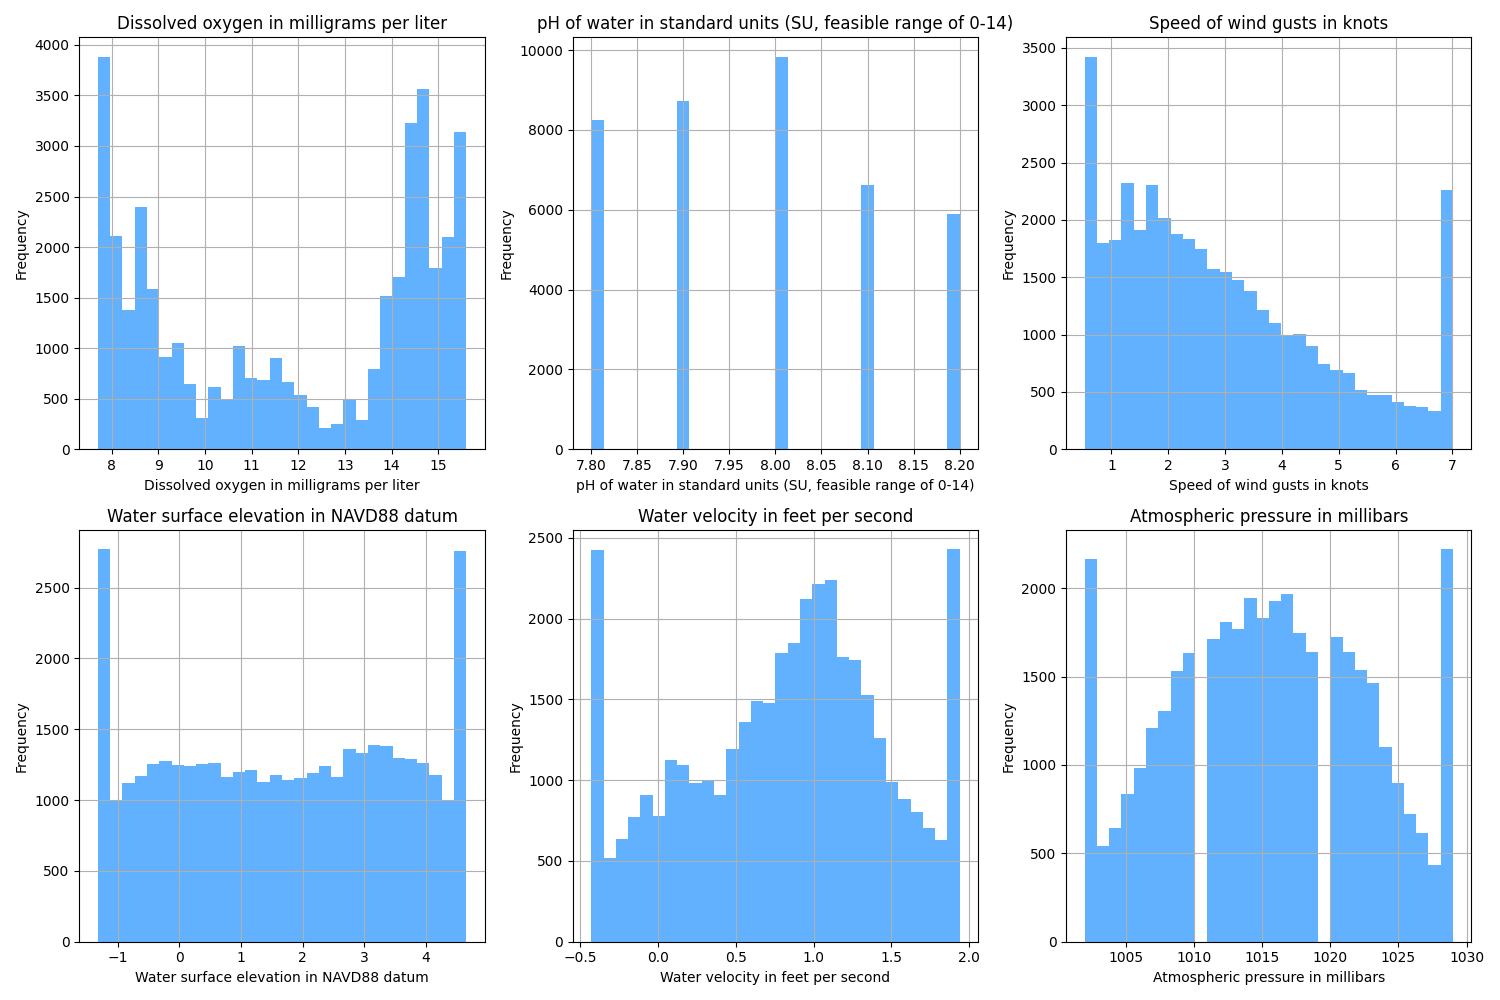 Dissolved oxygen in milligrams per liter
4000
3500
3000
2500
2000
1500
1000
500
0
Frequency
8 9 10 11 12 13 14 15
Dissolved oxygen in milligrams per liter
pH of water in standard units (SU, feasible range of 0-14)
10000
8000
6000
4000
2000
0
Frequency
7.80 7.85 7.90 7.95 8.00 8.05 8.10 8.15 8.20
pH of water in standard units (SU, feasible range of 0-14)
Speed of wind gusts in knots
3500
3000
2500
2000
1500
1000
500
0
Frequency
1 2 3 4 5 6 7
Speed of wind gusts in knots
Water surface elevation in NAVD88 datum
2500
2000
1500
1000
500
0
Frequency
−1 0 1 2 3 4
Water surface elevation in NAVD88 datum
Water velocity in feet per second
2500
2000
1500
1000
500
0
Frequency
−0.5 0.0 0.5 1.0 1.5 2.0
Water velocity in feet per second
Atmospheric pressure in millibars
2000
1500
1000
500
0
Frequency
1005 1010 1015 1020 1025 1030
Atmospheric pressure in millibars